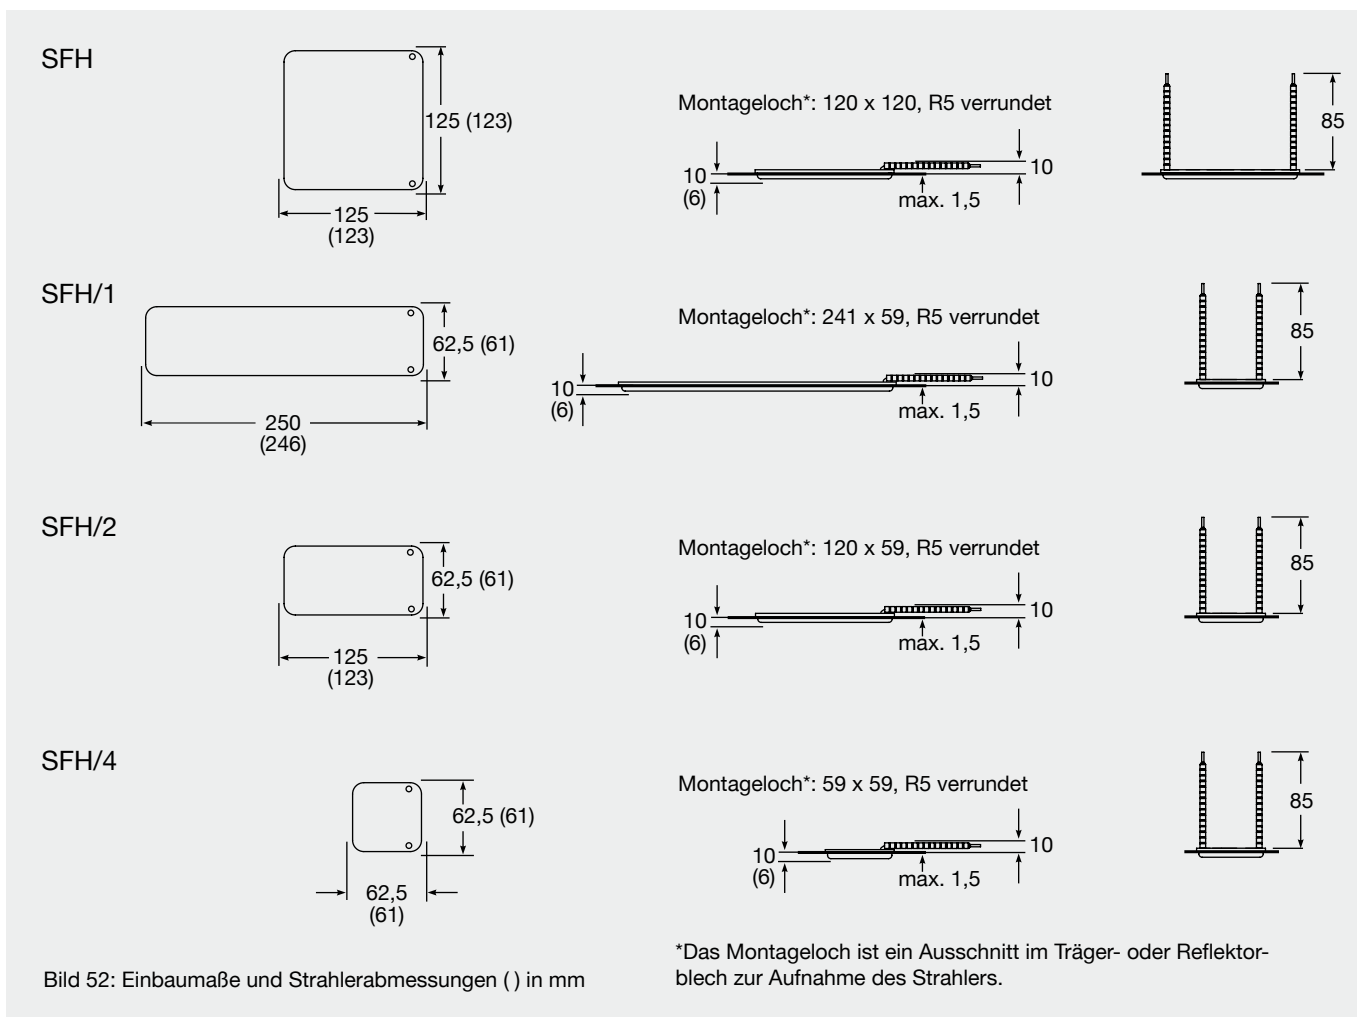 SFH
125 (123)
125
(123)
Montageloch*: 120 x 120, R5 verrundet
10
(6)
10
max. 1,5
85
SFH/1
62,5 (61)
250
(246)
Montageloch*: 241 x 59, R5 verrundet
10
(6)
10
max. 1,5
85
SFH/2
62,5 (61)
125
(123)
Montageloch*: 120 x 59, R5 verrundet
10
(6)
10
max. 1,5
85
SFH/4
62,5 (61)
62,5
(61)
Montageloch*: 59 x 59, R5 verrundet
10
(6)
10
max. 1,5
85
Bild 52: Einbaumaße und Strahlerabmessungen ( ) in mm
*Das Montageloch ist ein Ausschnitt im Träger- oder Reflektor-
blech zur Aufnahme des Strahlers.